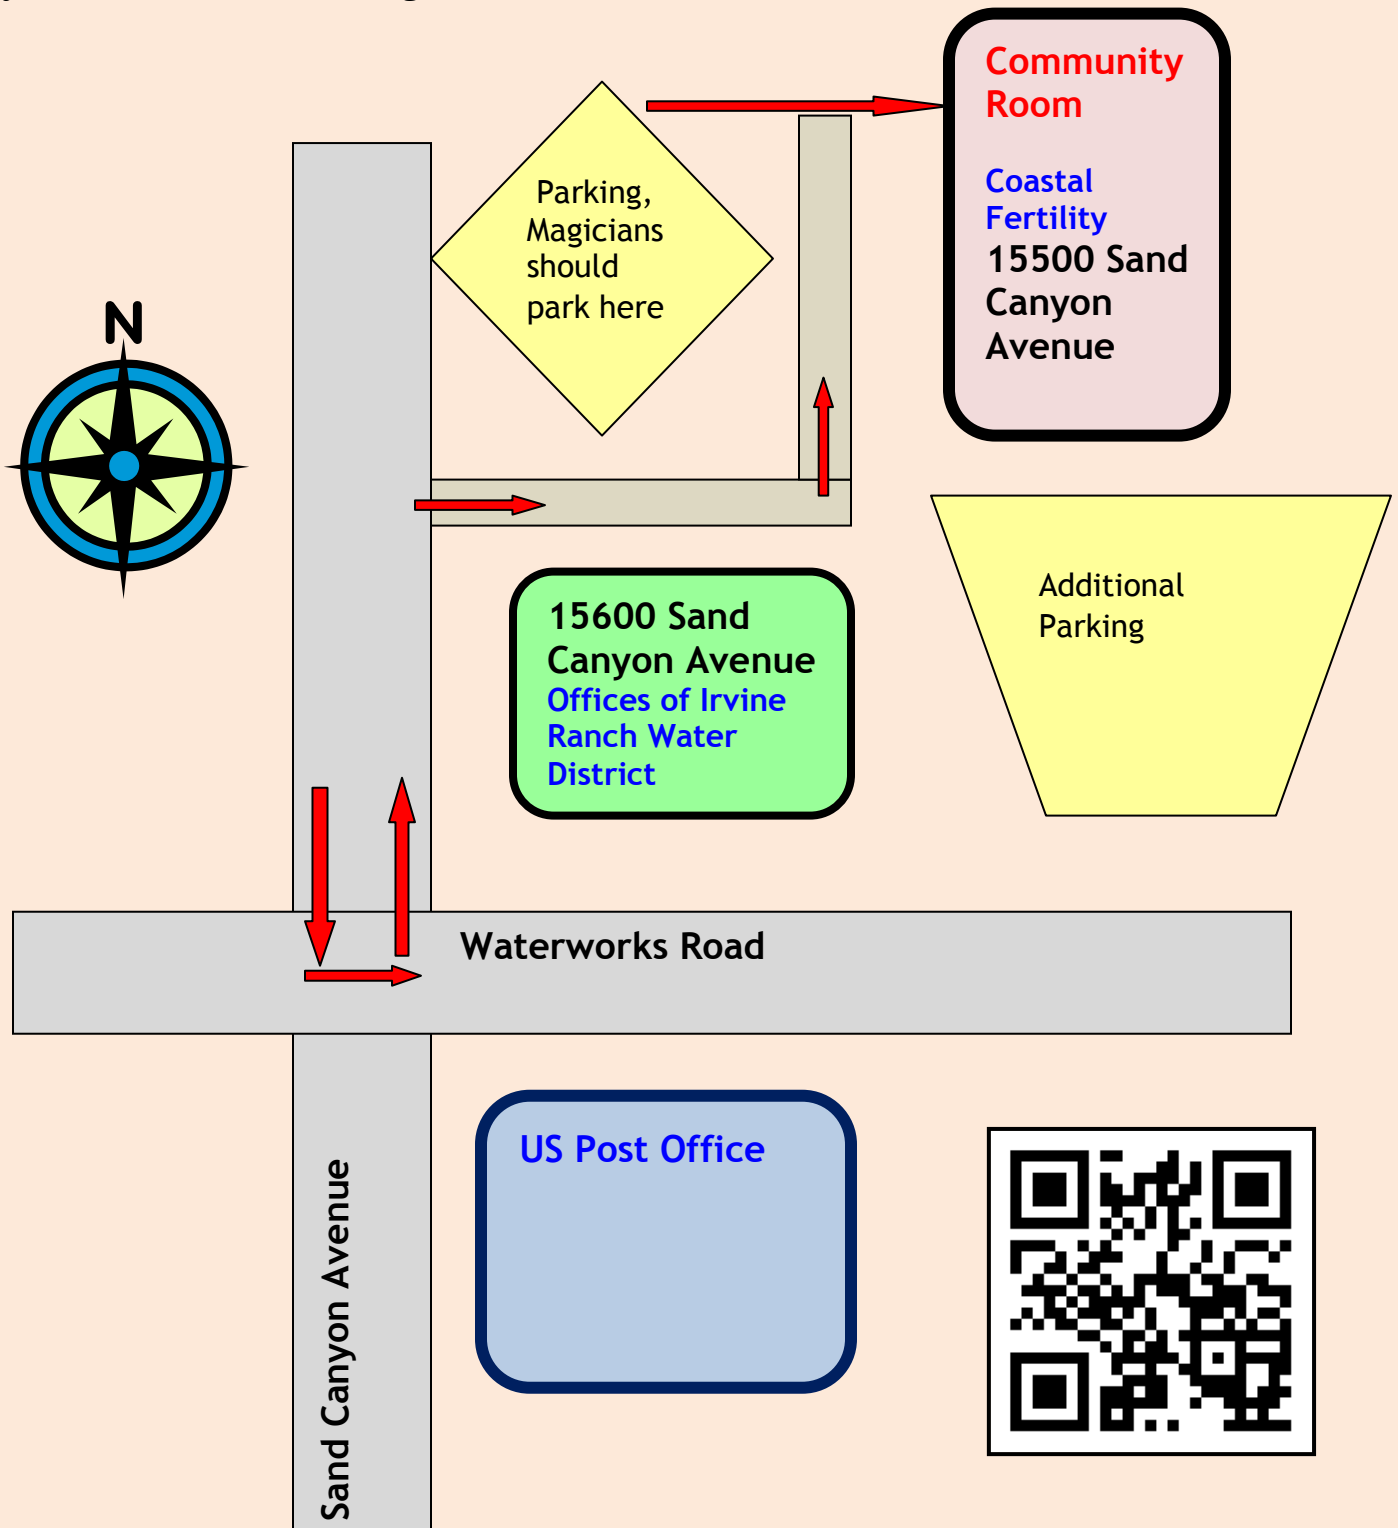 Community
Room
Coastal
Fertility
15500 Sand
Canyon
Avenue
Parking,
Magicians
should
park here
N
Additional
Parking
15600 Sand
Canyon Avenue
Offices of Irvine
Ranch Water
District
Waterworks Road
US Post Office
Sand Canyon Avenue